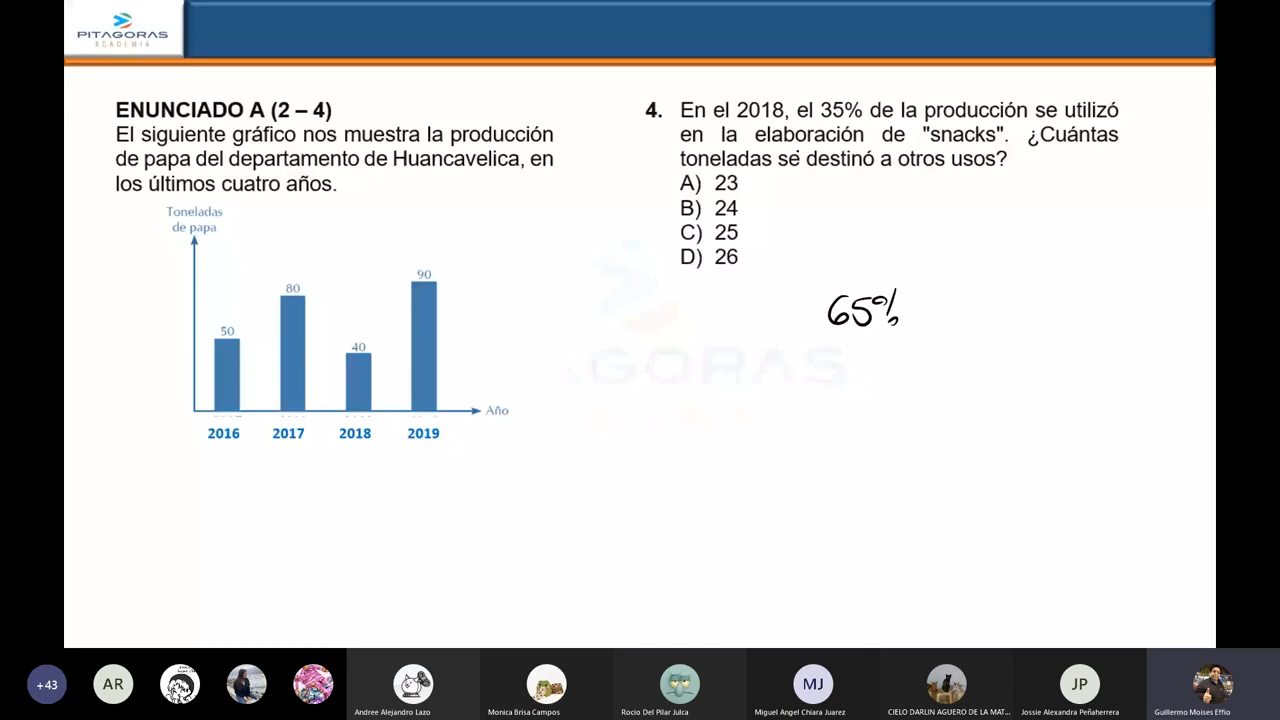 PITAGORAS
ACADEMIA
ENUNCIADO A (2 – 4)
El siguiente gráfico nos muestra la producción
de papa del departamento de Huancavelica, en
los últimos cuatro años.
Toneladas
de papa
50
80
40
90
Año
2016 2017 2018 2019
4. En el 2018, el 35% de la producción se utilizó
en la elaboración de "snacks". ¿Cuántas
toneladas se destinó a otros usos?
A) 23
B) 24
C) 25
D) 26
65%
GORAS
+43
AR
Andree Alejandro Lazo
Monica Brisa Campos
Rocio Del Pilar Julca
MJ
Miguel Angel Chiara Juarez
CIELO DARLIN AGUERO DE LA MAT...
JP
Jossie Alexandra Peñaherrera
Guillermo Moises Effio